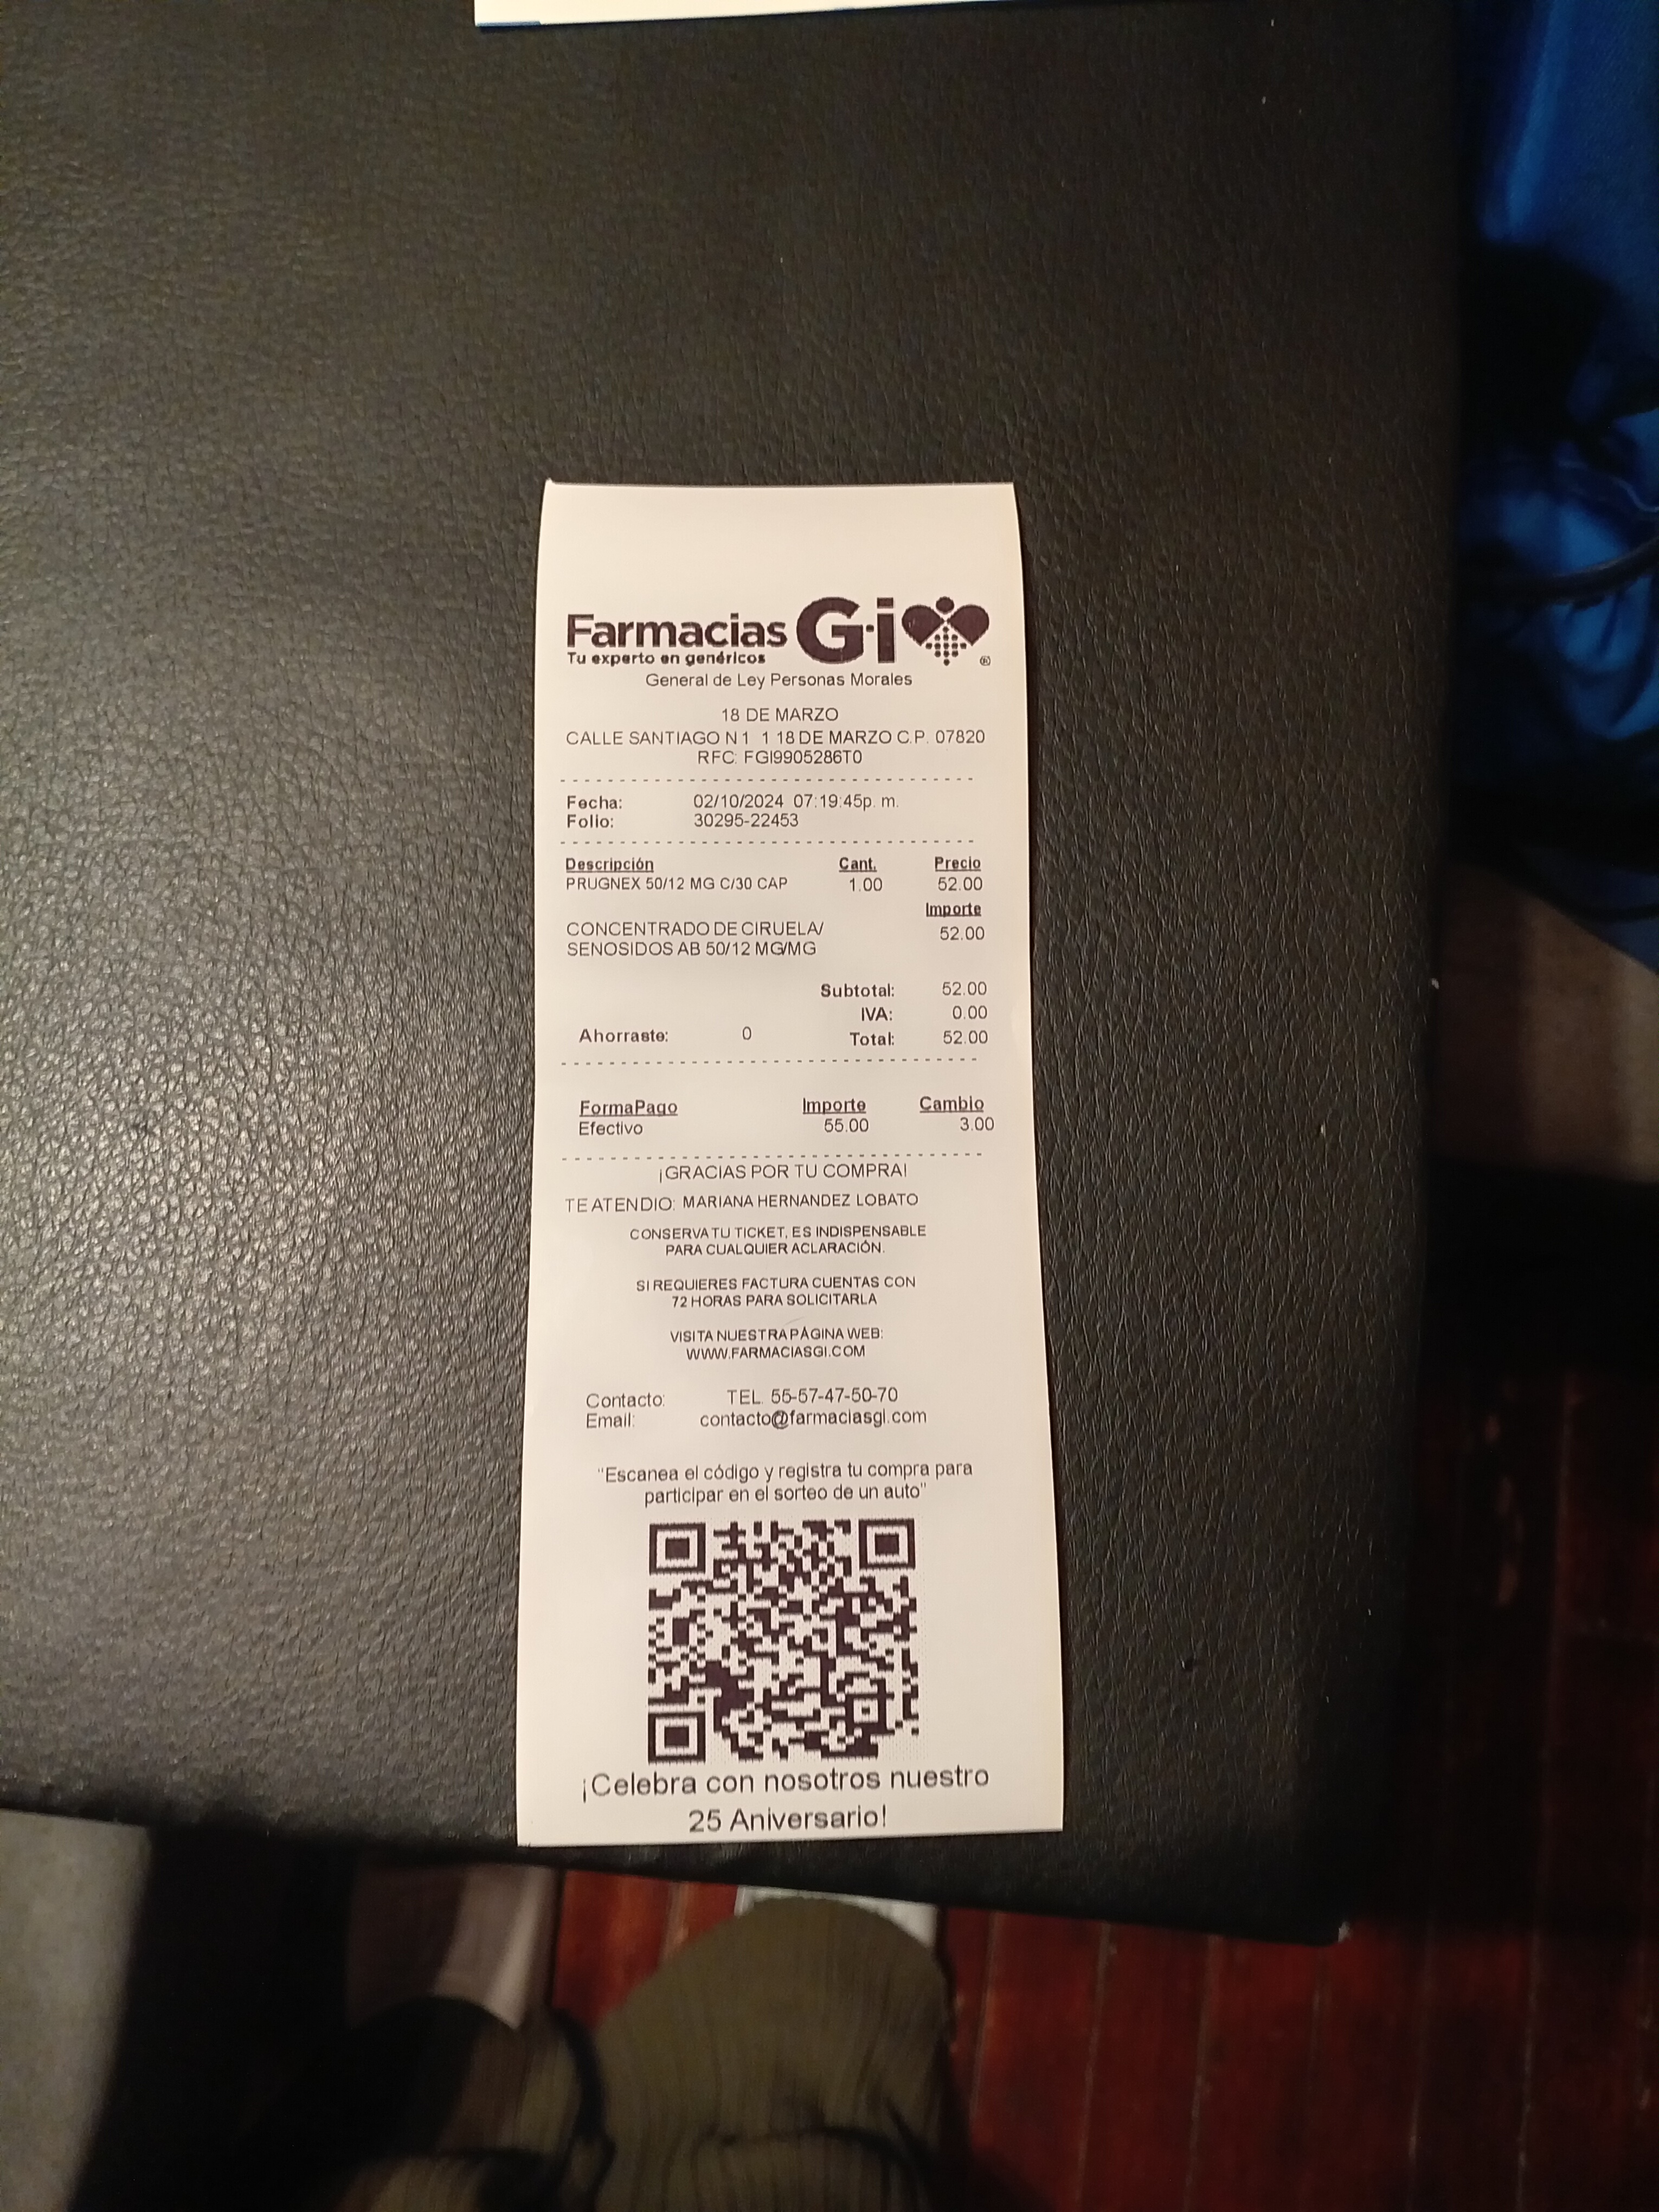 Farmacias G·i
Tu experto en genéricos ®
General de Ley Personas Morales
18 DE MARZO
CALLE SANTIAGO N 1 1 18 DE MARZO C.P. 07820
RFC: FGI9905286T0
Fecha: 02/10/2024 07:19:45p. m.
Folio: 30295-22453
Descripción Cant. Precio
PRUGNEX 50/12 MG C/30 CAP 1.00 52.00
Importe
CONCENTRADO DE CIRUELA/ 52.00
SENOSIDOS AB 50/12 MG/MG
Subtotal: 52.00
IVA: 0.00
Ahorraste: 0 Total: 52.00
FormaPago Importe Cambio
Efectivo 55.00 3.00
¡GRACIAS POR TU COMPRA!
TE ATENDIO: MARIANA HERNANDEZ LOBATO
CONSERVA TU TICKET, ES INDISPENSABLE
PARA CUALQUIER ACLARACIÓN.
SI REQUIERES FACTURA CUENTAS CON
72 HORAS PARA SOLICITARLA
VISITA NUESTRA PÁGINA WEB:
WWW.FARMACIASGI.COM
Contacto: TEL. 55-57-47-50-70
Email: contacto@farmaciasgi.com
"Escanea el código y registra tu compra para
participar en el sorteo de un auto"
¡Celebra con nosotros nuestro
25 Aniversario!